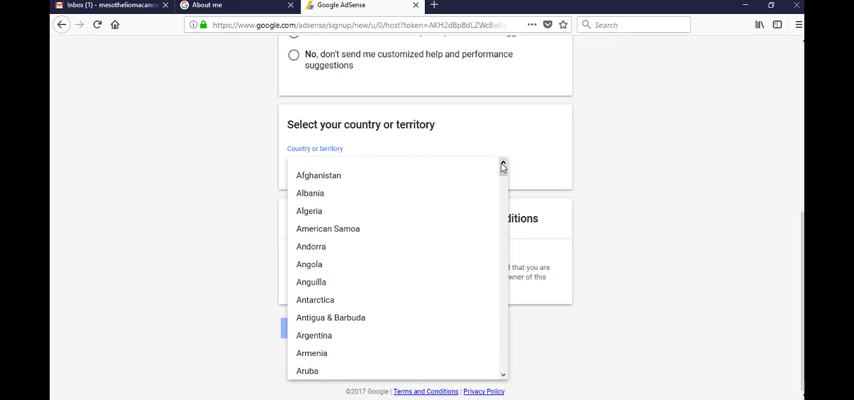 Inbox (1) - mesotheliomacanc
About me
Google AdSense
https://www.google.com/adsense/signup/new/u/0/host?token=AKH2dBpBdLZWcBw
Search
No, don't send me customized help and performance
suggestions
Select your country or territory
Country or territory
Afghanistan
Albania
Algeria
American Samoa
Andorra
Angola
Anguilla
Antarctica
Antigua & Barbuda
Argentina
Armenia
Aruba
ditions
d that you are
wner of this
©2017 Google | Terms and Conditions | Privacy Policy